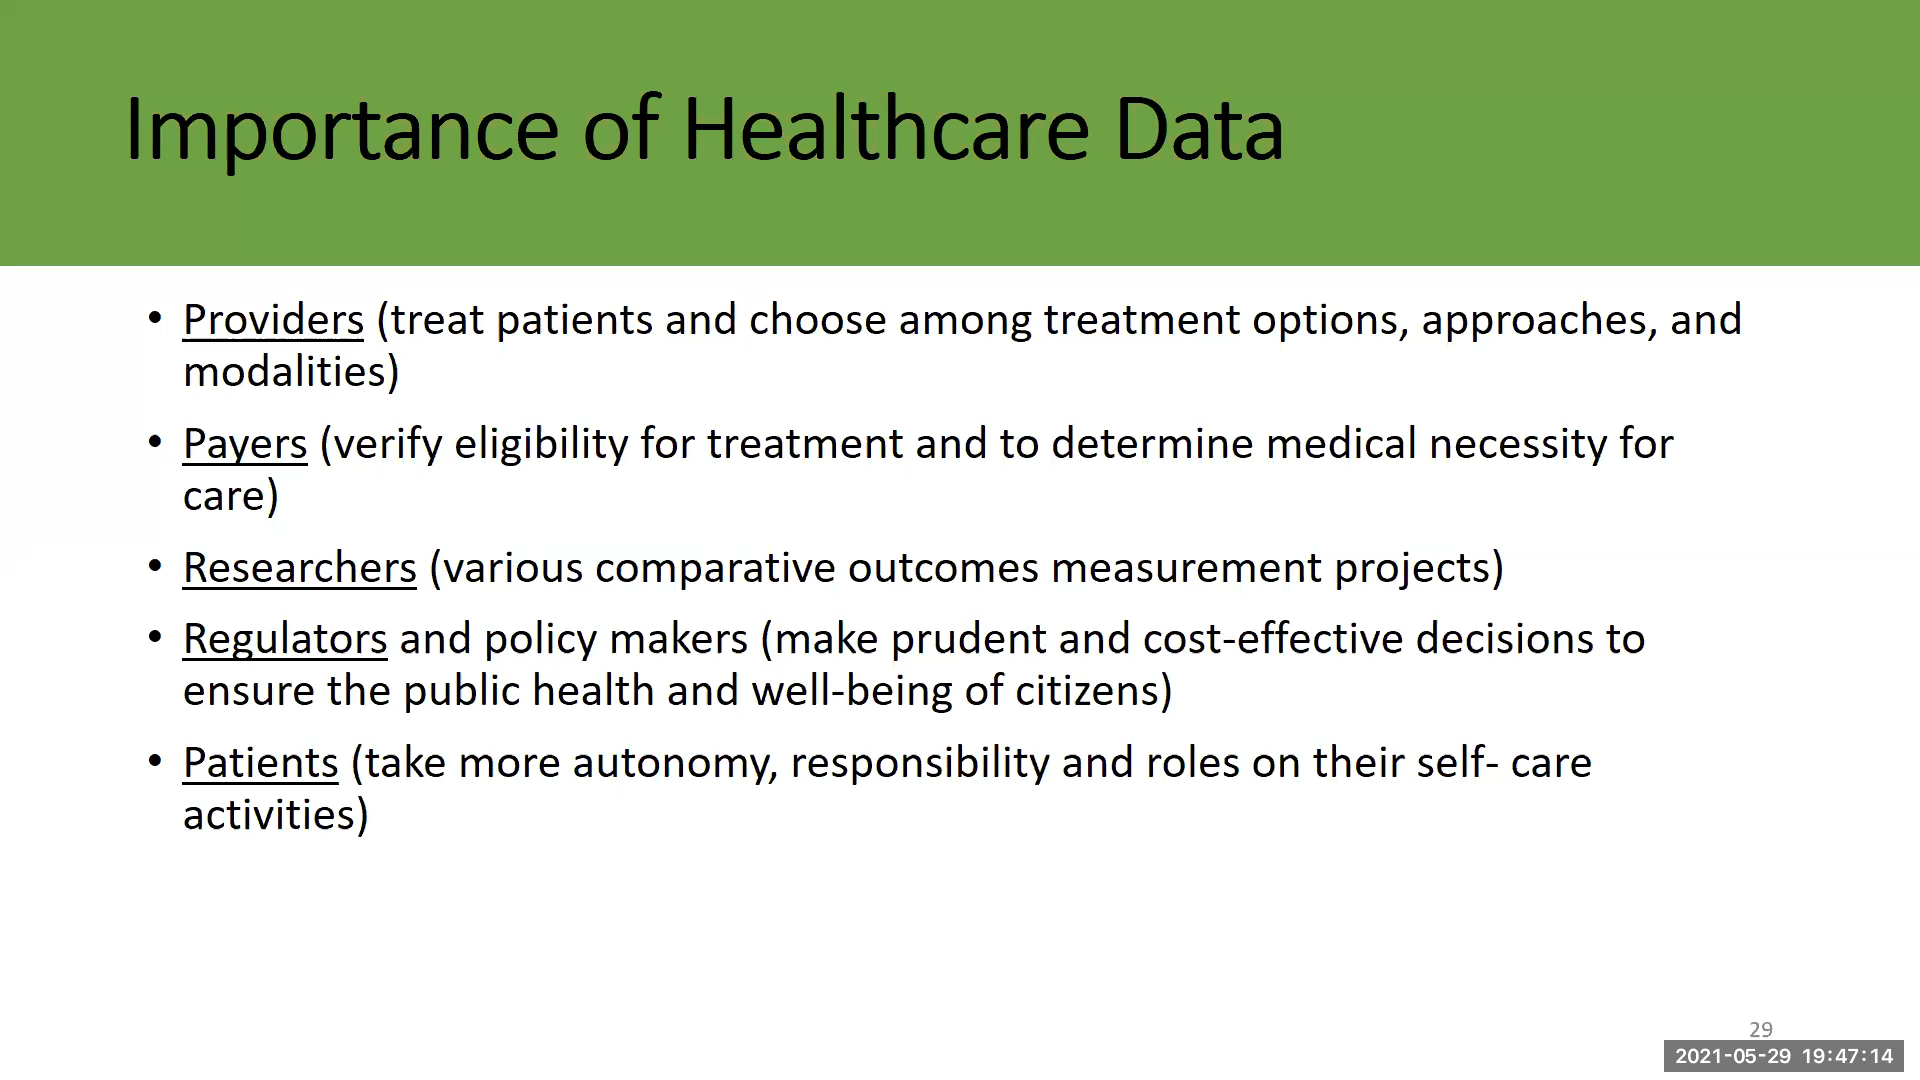 Importance of Healthcare Data
• Providers (treat patients and choose among treatment options, approaches, and
modalities)
• Payers (verify eligibility for treatment and to determine medical necessity for
care)
• Researchers (various comparative outcomes measurement projects)
• Regulators and policy makers (make prudent and cost-effective decisions to
ensure the public health and well-being of citizens)
• Patients (take more autonomy, responsibility and roles on their self- care
activities)
29
2021-05-29 19:47:14